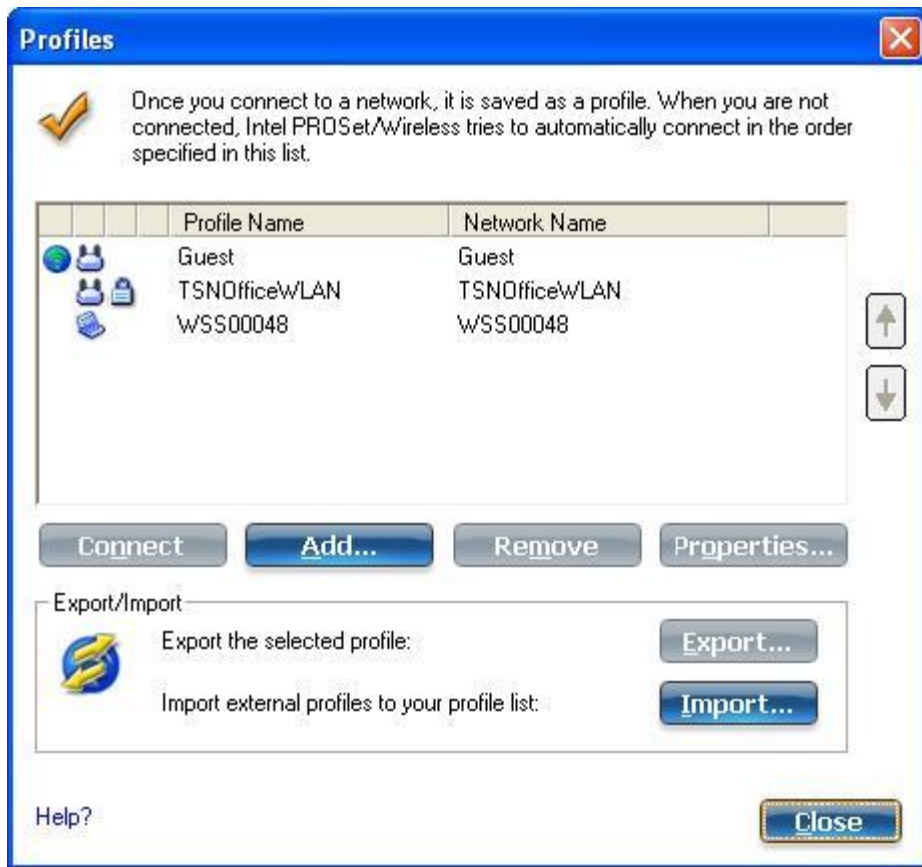 Profiles
Once you connect to a network, it is saved as a profile. When you are not
connected, Intel PROSet/Wireless tries to automatically connect in the order
specified in this list.
Profile Name Network Name
Guest Guest
TSNOfficeWLAN TSNOfficeWLAN
WSS00048 WSS00048
Connect Add... Remove Properties...
Export/Import
Export the selected profile: Export...
Import external profiles to your profile list: Import...
Help? Close